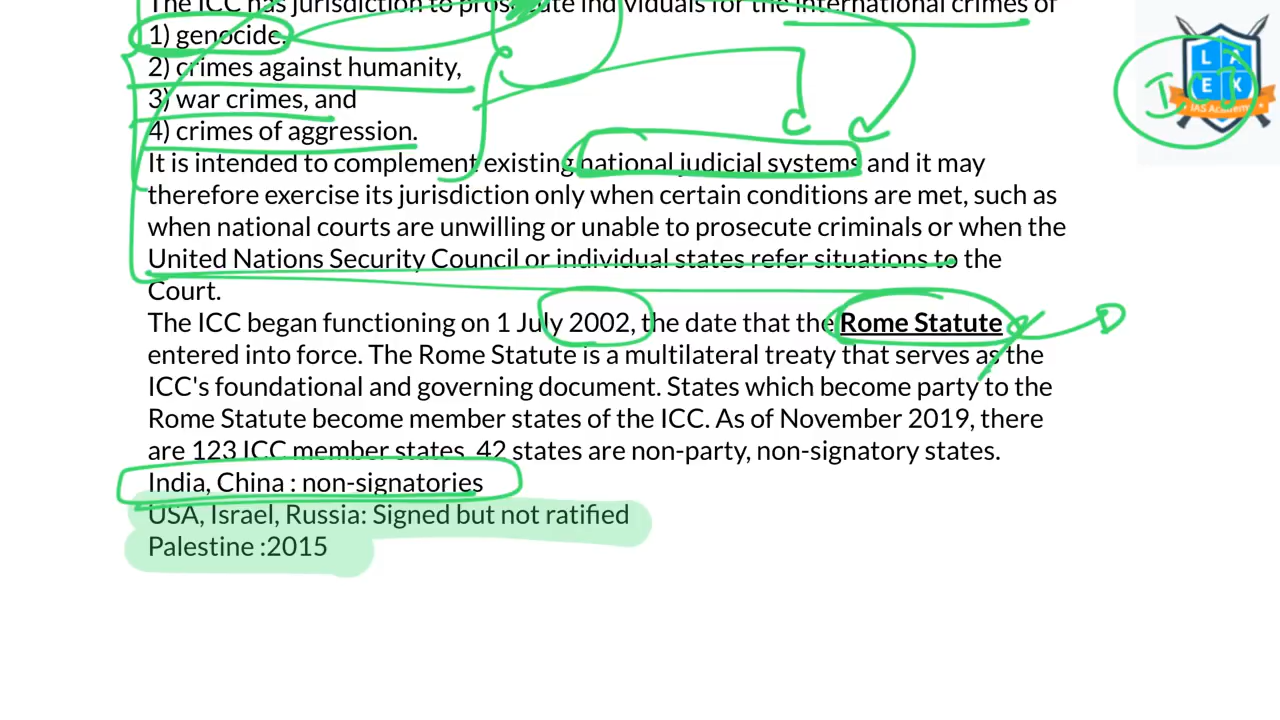 The ICC has jurisdiction to prosecute individuals for the international crimes of
1) genocide,
2) crimes against humanity,
3) war crimes, and
4) crimes of aggression.
It is intended to complement existing national judicial systems and it may
therefore exercise its jurisdiction only when certain conditions are met, such as
when national courts are unwilling or unable to prosecute criminals or when the
United Nations Security Council or individual states refer situations to the
Court.
The ICC began functioning on 1 July 2002, the date that the Rome Statute
entered into force. The Rome Statute is a multilateral treaty that serves as the
ICC's foundational and governing document. States which become party to the
Rome Statute become member states of the ICC. As of November 2019, there
are 123 ICC member states. 42 states are non-party, non-signatory states.
India, China : non-signatories
USA, Israel, Russia: Signed but not ratified
Palestine :2015
L A
E X
IAS Academy
ICJ